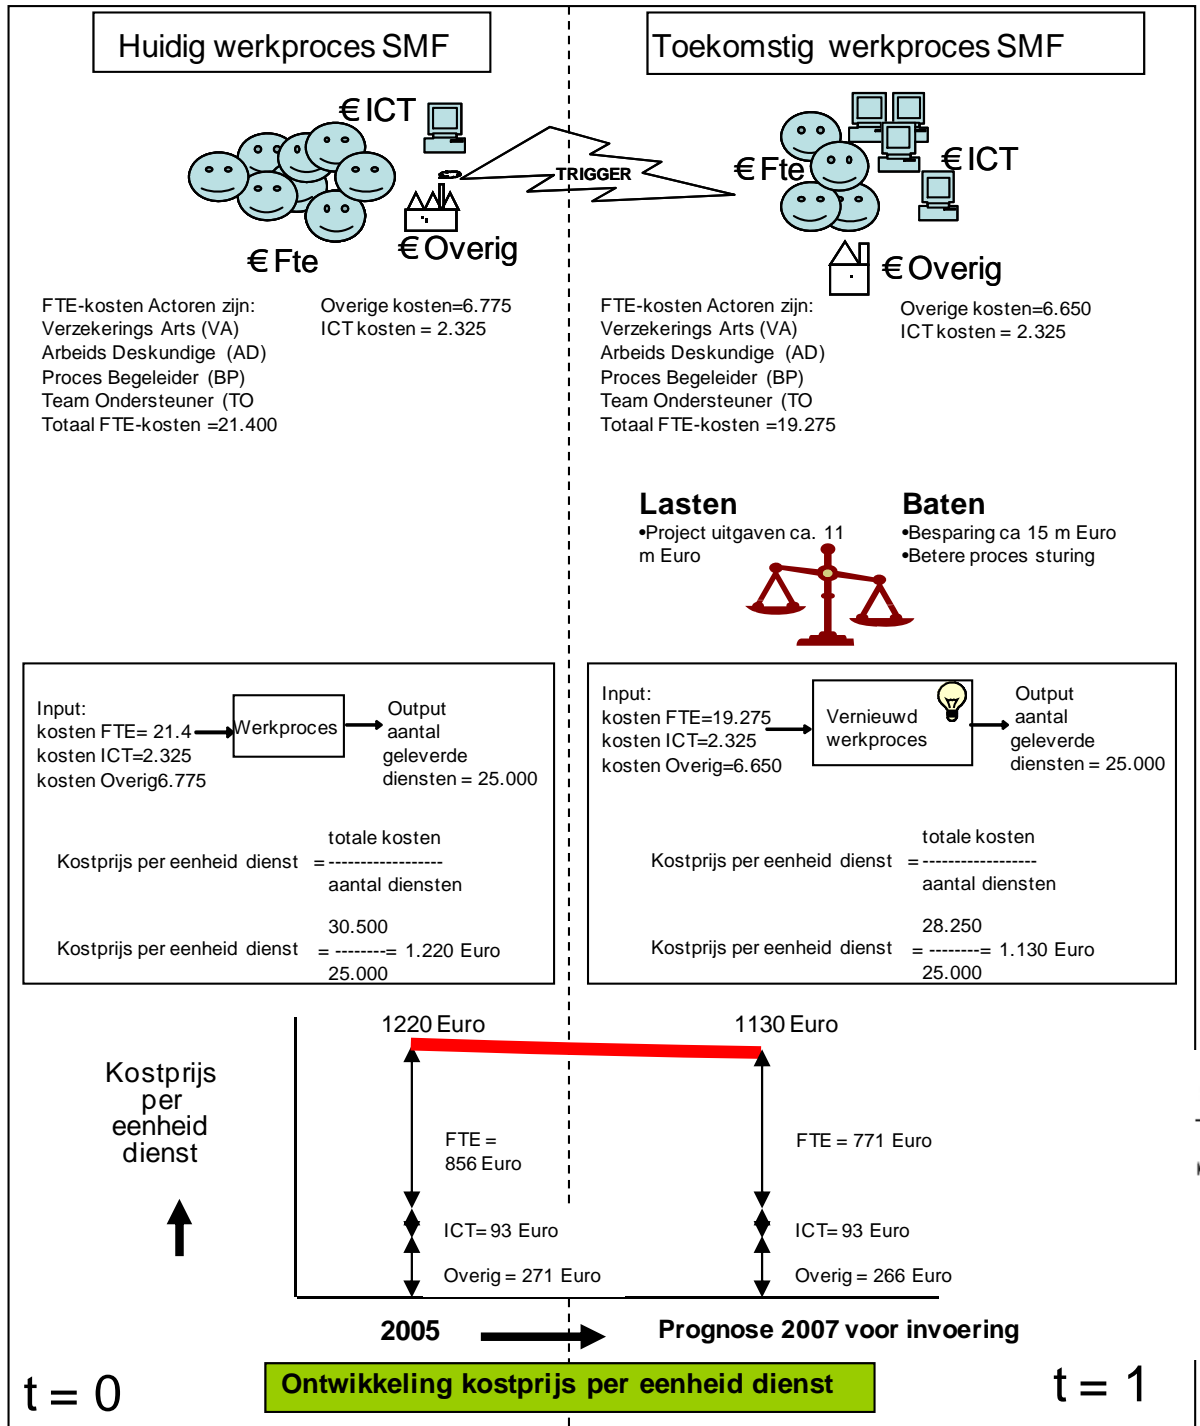 Huidig werkproces SMF
€ ICT
€ Fte
€ Overig
FTE-kosten Actoren zijn:
Verzekerings Arts (VA)
Arbeids Deskundige (AD)
Proces Begeleider (BP)
Team Ondersteuner (TO
Totaal FTE-kosten =21.400
Overige kosten=6.775
ICT kosten = 2.325
TRIGGER
Toekomstig werkproces SMF
€ Fte
€ ICT
€ Overig
FTE-kosten Actoren zijn:
Verzekerings Arts (VA)
Arbeids Deskundige (AD)
Proces Begeleider (BP)
Team Ondersteuner (TO
Totaal FTE-kosten =19.275
Overige kosten=6.650
ICT kosten = 2.325
Lasten
•Project uitgaven ca. 11
m Euro
Baten
•Besparing ca 15 m Euro
•Betere proces sturing
Input:
kosten FTE= 21.4
kosten ICT=2.325
kosten Overig6.775
Werkproces
Output
aantal
geleverde
diensten = 25.000
totale kosten
Kostprijs per eenheid dienst = ------------------
aantal diensten
30.500
Kostprijs per eenheid dienst = --------= 1.220 Euro
25.000
Input:
kosten FTE=19.275
kosten ICT=2.325
kosten Overig=6.650
Vernieuwd
werkproces
Output
aantal
geleverde
diensten = 25.000
totale kosten
Kostprijs per eenheid dienst = ------------------
aantal diensten
28.250
Kostprijs per eenheid dienst = --------= 1.130 Euro
25.000
Kostprijs
per
eenheid
dienst
1220 Euro
1130 Euro
FTE =
856 Euro
FTE = 771 Euro
ICT= 93 Euro
ICT= 93 Euro
Overig = 271 Euro
Overig = 266 Euro
2005
Prognose 2007 voor invoering
t = 0
Ontwikkeling kostprijs per eenheid dienst
t = 1